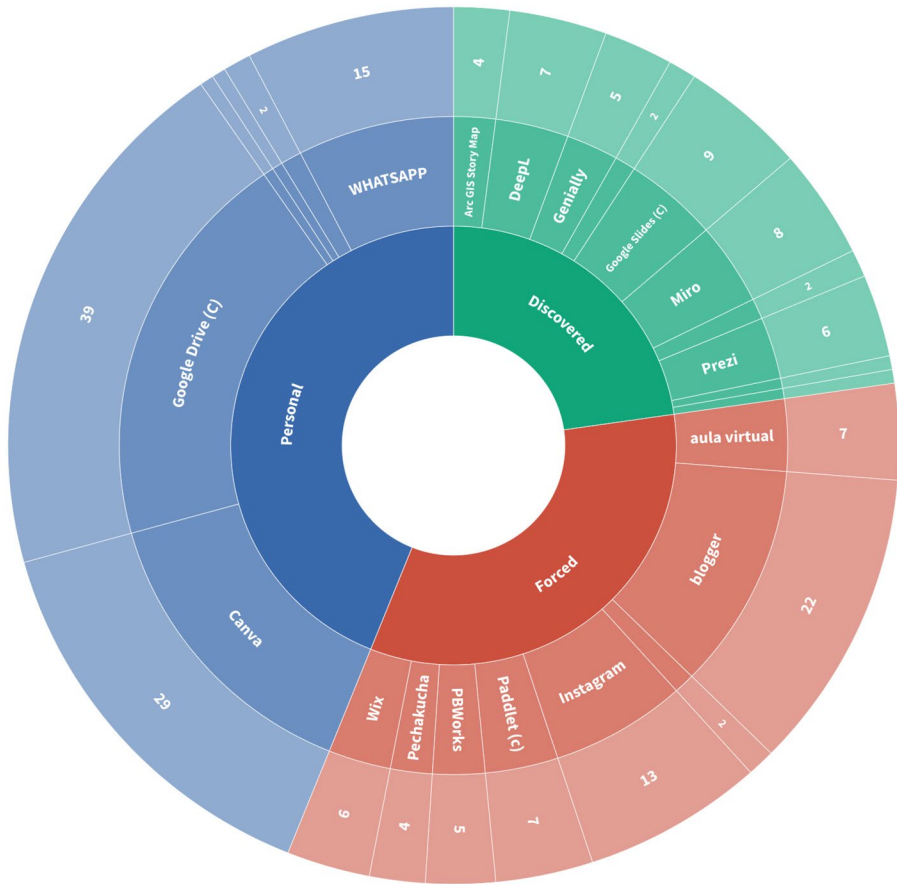 Discovered
Arc GIS Story Map
4
DeepL
7
Genially
5
2
Google Slides (C)
9
Miro
8
2
Prezi
6
Forced
aula virtual
7
blogger
22
2
Instagram
13
Paddlet (c)
7
PBWorks
5
Pechakucha
4
Wix
6
Personal
Canva
29
Google Drive (C)
39
2
WHATSAPP
15